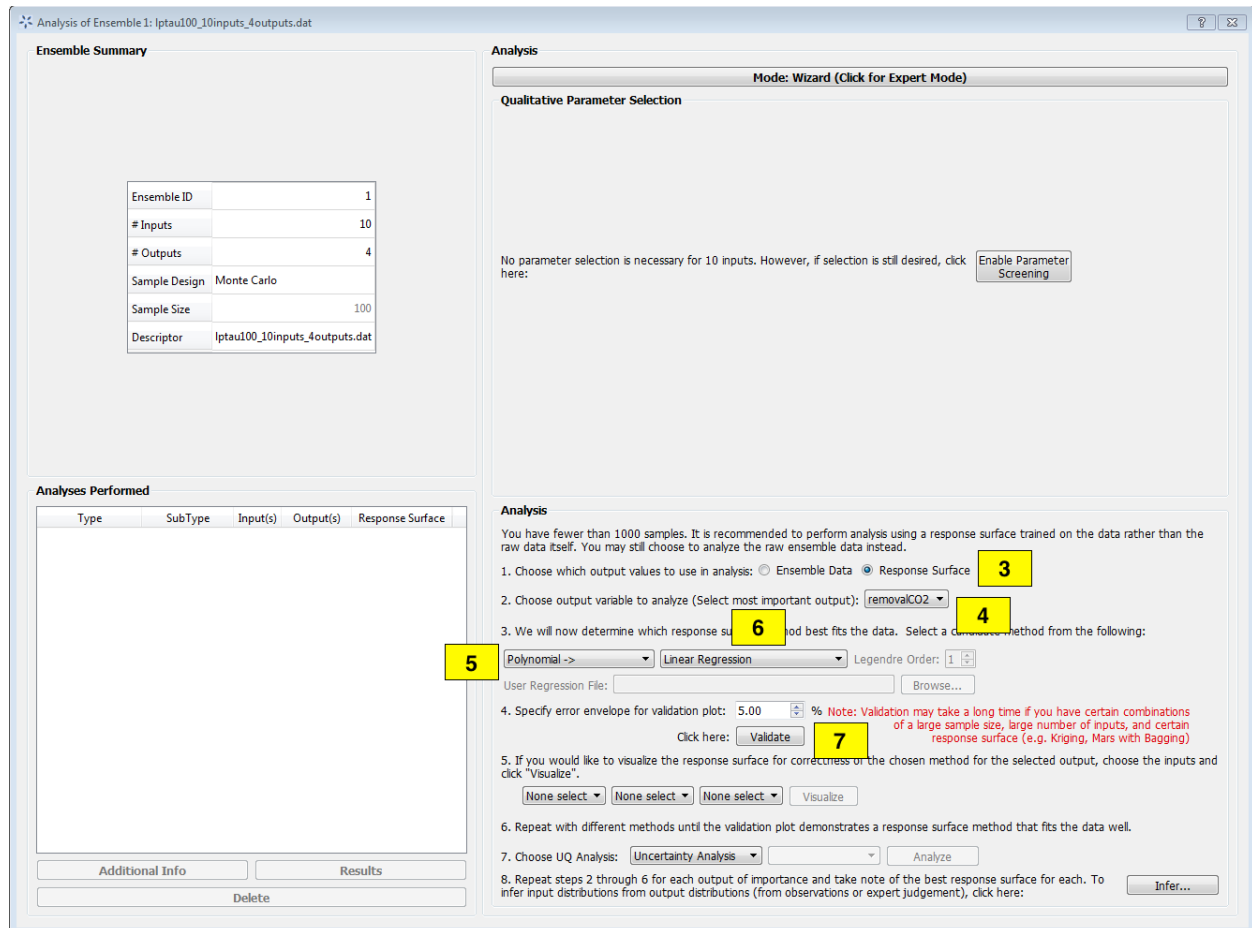 Analysis of Ensemble 1: lptau100_10inputs_4outputs.dat
Ensemble Summary
Ensemble ID 1
# Inputs 10
# Outputs 4
Sample Design Monte Carlo
Sample Size 100
Descriptor lptau100_10inputs_4outputs.dat
Analyses Performed
Type SubType Input(s) Output(s) Response Surface
Additional Info Results
Delete
Analysis
Mode: Wizard (Click for Expert Mode)
Qualitative Parameter Selection
No parameter selection is necessary for 10 inputs. However, if selection is still desired, click
here:
Enable Parameter
Screening
Analysis
You have fewer than 1000 samples. It is recommended to perform analysis using a response surface trained on the data rather than the
raw data itself. You may still choose to analyze the raw ensemble data instead.
1. Choose which output values to use in analysis: Ensemble Data Response Surface 3
2. Choose output variable to analyze (Select most important output): removalCO2 4
3. We will now determine which response 6 best fits the data. Select a method from the following:
5 Polynomial -> Linear Regression Legendre Order: 1
User Regression File: Browse...
4. Specify error envelope for validation plot: 5.00 % Note: Validation may take a long time if you have certain combinations
of a large sample size, large number of inputs, and certain
response surface (e.g. Kriging, Mars with Bagging)
Click here: Validate 7
5. If you would like to visualize the response surface for correctness of the chosen method for the selected output, choose the inputs and
click "Visualize".
None select None select None select Visualize
6. Repeat with different methods until the validation plot demonstrates a response surface method that fits the data well.
7. Choose UQ Analysis: Uncertainty Analysis Analyze
8. Repeat steps 2 through 6 for each output of importance and take note of the best response surface for each. To
infer input distributions from output distributions (from observations or expert judgement), click here:
Infer...